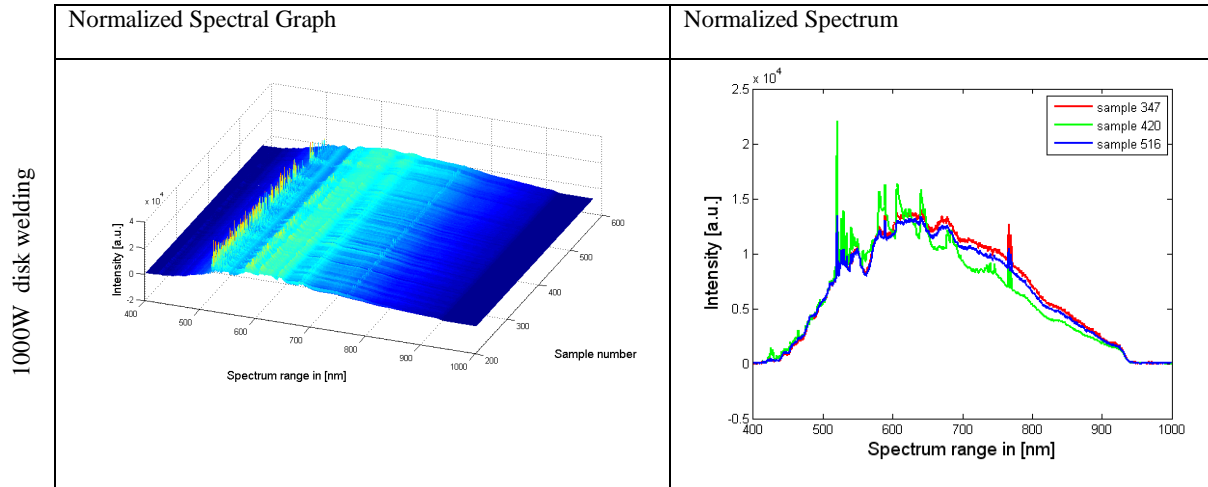 Normalized Spectral Graph
Normalized Spectrum
1000W disk welding
x 10^4
4
2
0
-2
Intensity [a.u.]
400
500
600
700
800
900
1000
Spectrum range in [nm]
200
300
400
500
600
Sample number
x 10^4
2.5
2
1.5
1
0.5
0
-0.5
Intensity [a.u.]
400
500
600
700
800
900
1000
Spectrum range in [nm]
sample 347
sample 420
sample 516